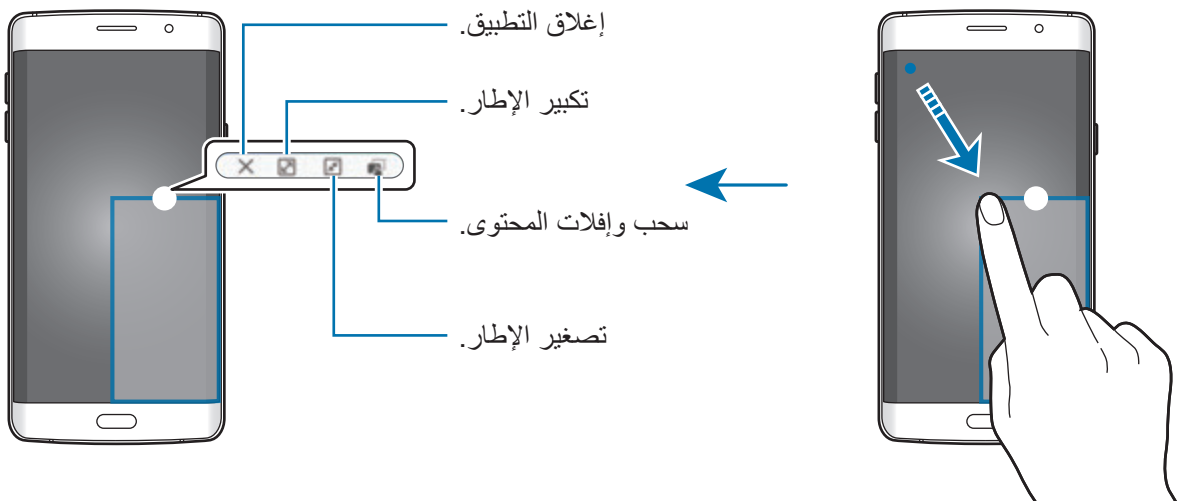 إغلاق التطبيق.
تكبير الإطار.
سحب وإفلات المحتوى.
تصغير الإطار.